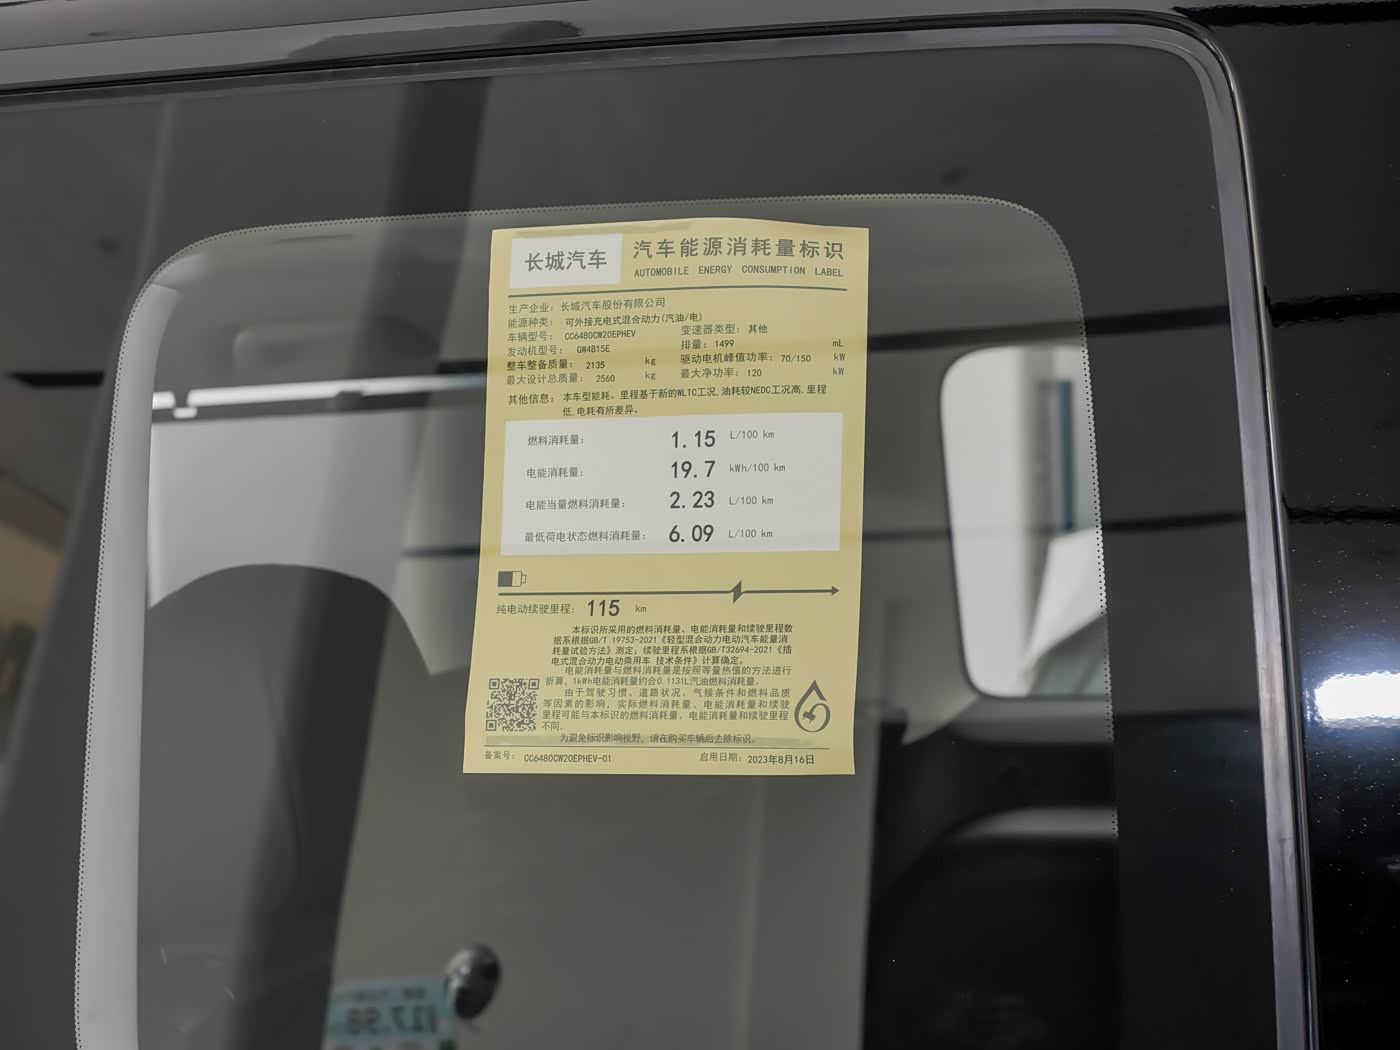 长城汽车
汽车能源消耗量标识
AUTOMOBILE ENERGY CONSUMPTION LABEL
生产企业：长城汽车股份有限公司
能源种类：可外接充电式混合动力(汽油/电)
车辆型号：CC6480CW20EPHEV 变速器类型：其他
发动机型号：GW4B15E 排量：1499 mL
整车整备质量：2135 kg 驱动电机峰值功率：70/150 kW
最大设计总质量：2560 kg 最大净功率：120 kW
其他信息：本车型能耗、里程基于新的WLTC工况,油耗较NEDC工况高,里程
低,电耗有所差异。
燃料消耗量：1.15 L/100 km
电能消耗量：19.7 kWh/100 km
电能当量燃料消耗量：2.23 L/100 km
最低荷电状态燃料消耗量：6.09 L/100 km
纯电动续驶里程：115 km
本标识所采用的燃料消耗量、电能消耗量和续驶里程数
据系根据GB/T 19753-2021《轻型混合动力电动汽车能量消
耗量试验方法》测定；续驶里程系根据GB/T32694-2021《插
电式混合动力电动乘用车 技术条件》计算确定。
电能消耗量与燃料消耗量是按照等量热值的方法进行
折算，1kWh电能消耗量约合0.1131L汽油燃料消耗量。
由于驾驶习惯、道路状况、气候条件和燃料品质
等因素的影响，实际燃料消耗量、电能消耗量和续驶
里程可能与本标识的燃料消耗量、电能消耗量和续驶里程
不同。
为避免标识影响视野，请在购买车辆后去除标识。
备案号：CC6480CW20EPHEV-01 启用日期：2023年8月16日